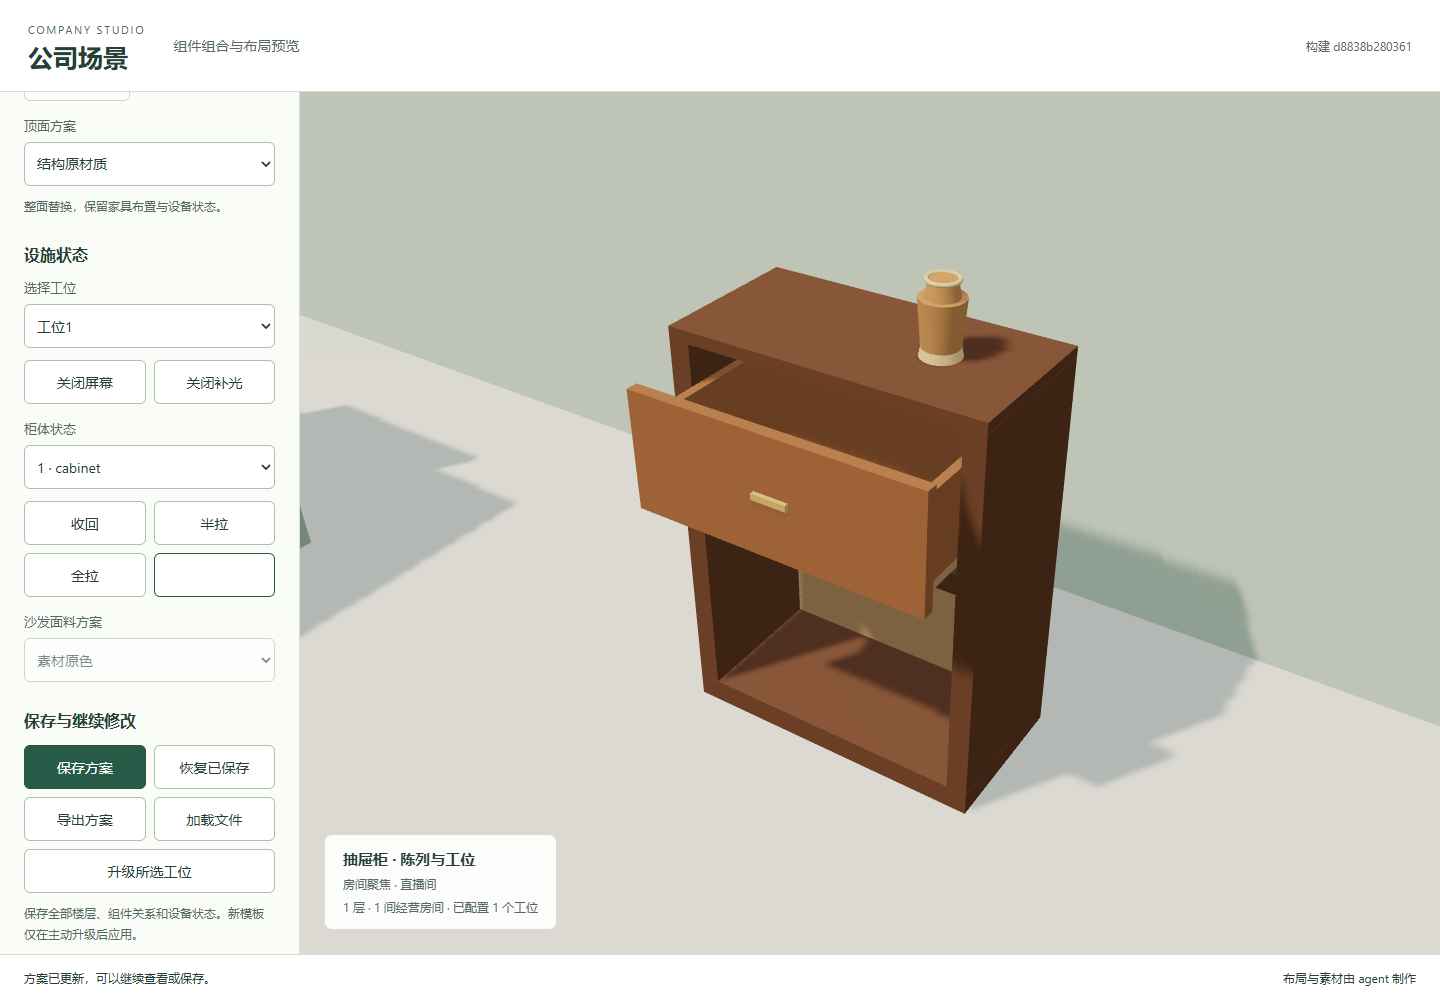 COMPANY STUDIO
公司场景
组件组合与布局预览
构建 d8838b280361
顶面方案
结构原材质
整面替换，保留家具布置与设备状态。
设施状态
选择工位
工位1
关闭屏幕
关闭补光
柜体状态
1 · cabinet
收回
半拉
全拉
沙发面料方案
素材原色
保存与继续修改
保存方案
恢复已保存
导出方案
加载文件
升级所选工位
保存全部楼层、组件关系和设备状态。新模板
仅在主动升级后应用。
抽屉柜 · 陈列与工位
房间聚焦 · 直播间
1 层 · 1 间经营房间 · 已配置 1 个工位
方案已更新，可以继续查看或保存。
布局与素材由 agent 制作